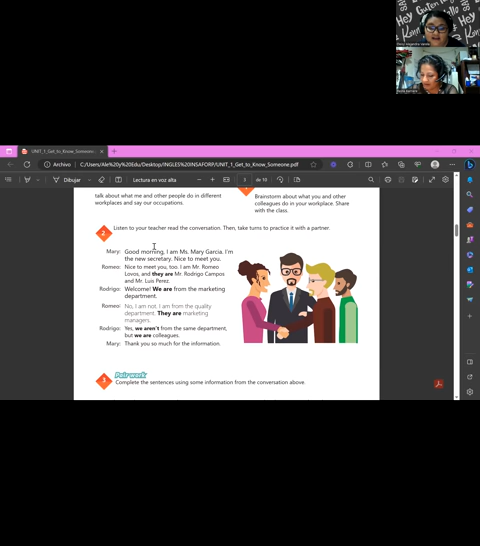 Hey
Guten
UNIT_1_Get_to_Know_Someone...
Archivo
C:/Users/Ale%20y%20Edu/Desktop/INGLES%20INSAFORP/UNIT_1_Get_to_Know_Someone.pdf
Dibujar
Lectura en voz alta
3
de 10
talk about what me and other people do in different
workplaces and say our occupations.
Brainstorm about what you and other
colleagues do in your workplace. Share
with the class.
2
Listen to your teacher read the conversation. Then, take turns to practice it with a partner.
Mary: Good morning, I am Ms. Mary Garcia. I'm
the new secretary. Nice to meet you.
Romeo: Nice to meet you, too. I am Mr. Romeo
Lovos, and they are Mr. Rodrigo Campos
and Mr. Luis Perez.
Rodrigo: Welcome! We are from the marketing
department.
Romeo: No, I am not. I am from the quality
department. They are marketing
managers.
Rodrigo: Yes, we aren't from the same department,
but we are colleagues.
Mary: Thank you so much for the information.
3
Pair work
Complete the sentences using some information from the conversation above.